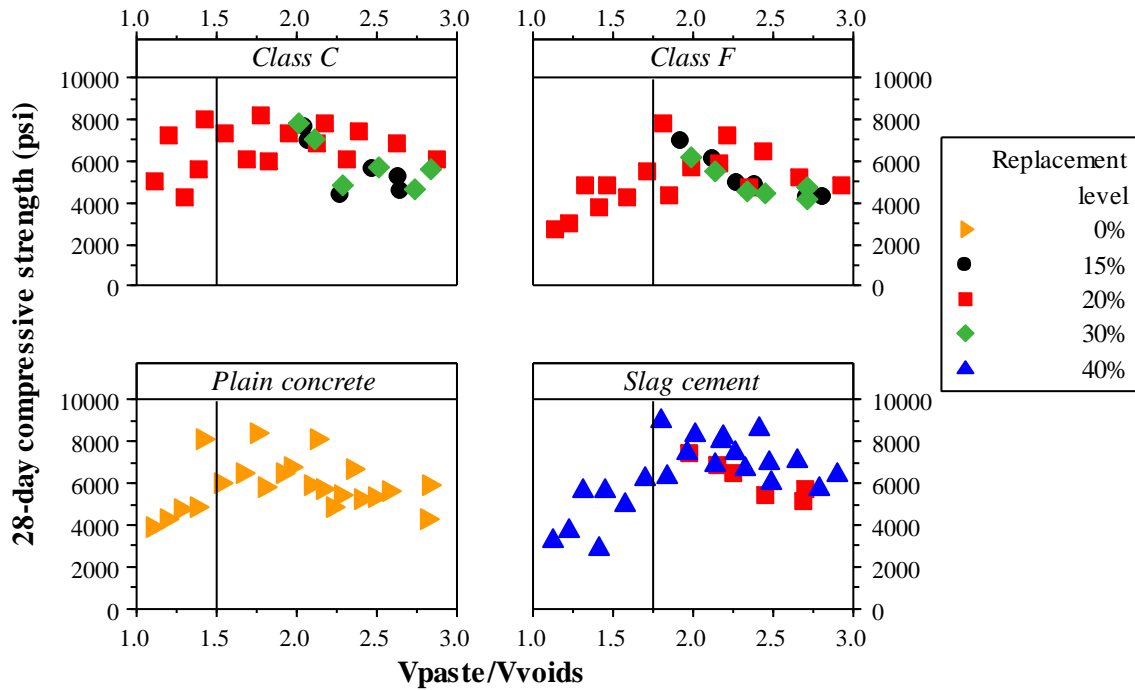 1.0 1.5 2.0 2.5 3.0 1.0 1.5 2.0 2.5 3.0
Class C Class F
10000 10000
8000 8000
6000 6000
4000 4000
2000 2000
0 0
28-day compressive strength (psi)
Replacement
level
0%
15%
20%
30%
40%
Plain concrete Slag cement
10000 10000
8000 8000
6000 6000
4000 4000
2000 2000
0 0
1.0 1.5 2.0 2.5 3.0 1.0 1.5 2.0 2.5 3.0
Vpaste/Vvoids